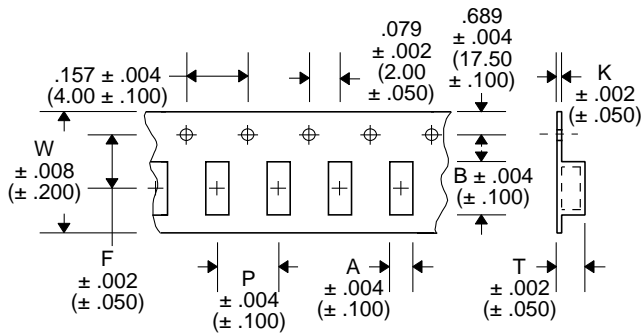 .157 ± .004
(4.00 ± .100)
.079
± .002
(2.00
± .050)
.689
± .004
(17.50
± .100)
K
± .002
(± .050)
W
± .008
(± .200)
B ± .004
(± .100)
F
± .002
(± .050)
P
± .004
(± .100)
A
± .004
(± .100)
T
± .002
(± .050)